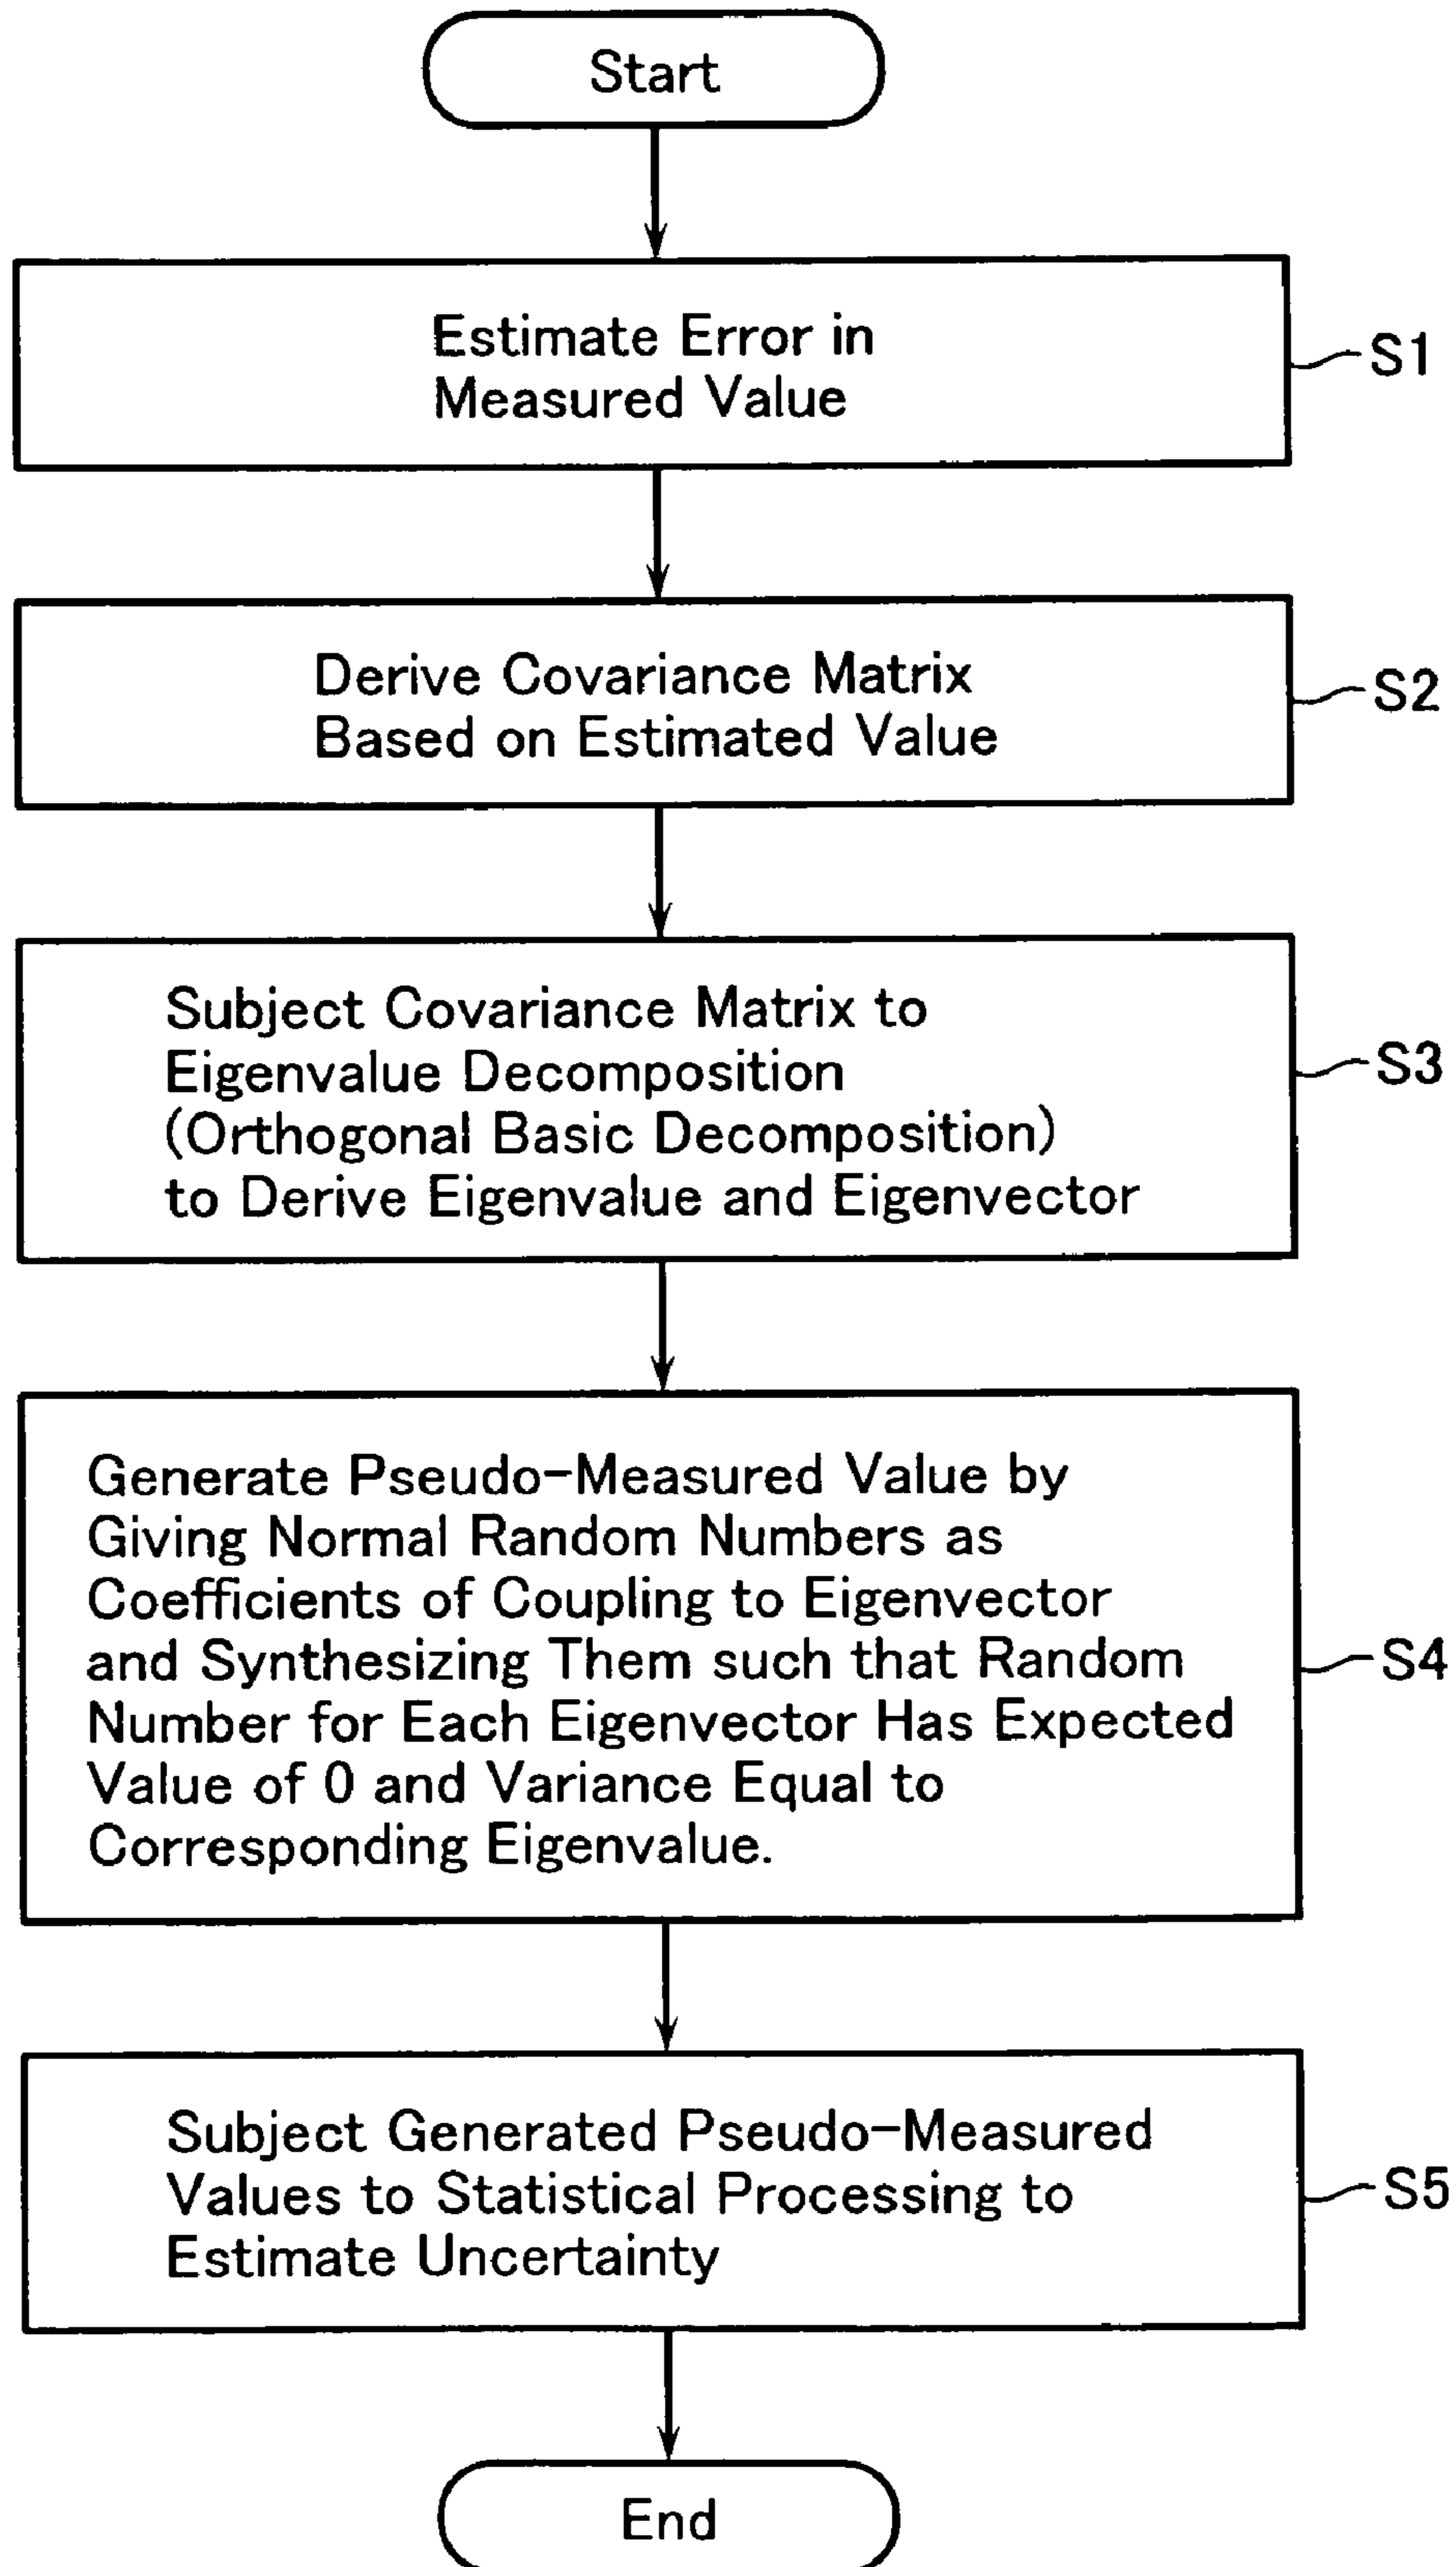 Start
Estimate Error in
Measured Value
S1
Derive Covariance Matrix
Based on Estimated Value
S2
Subject Covariance Matrix to
Eigenvalue Decomposition
(Orthogonal Basic Decomposition)
to Derive Eigenvalue and Eigenvector
S3
Generate Pseudo-Measured Value by
Giving Normal Random Numbers as
Coefficients of Coupling to Eigenvector
and Synthesizing Them such that Random
Number for Each Eigenvector Has Expected
Value of 0 and Variance Equal to
Corresponding Eigenvalue.
S4
Subject Generated Pseudo-Measured
Values to Statistical Processing to
Estimate Uncertainty
S5
End